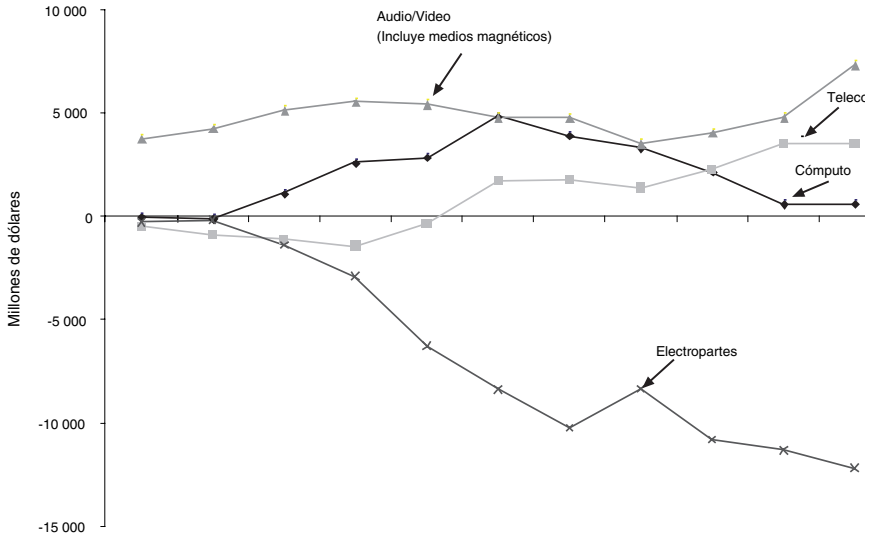 10 000
Audio/Video
(Incluye medios magnéticos)
5 000
Cómputo
0
Millones de dólares
-5 000
Electropartes
-10 000
-15 000